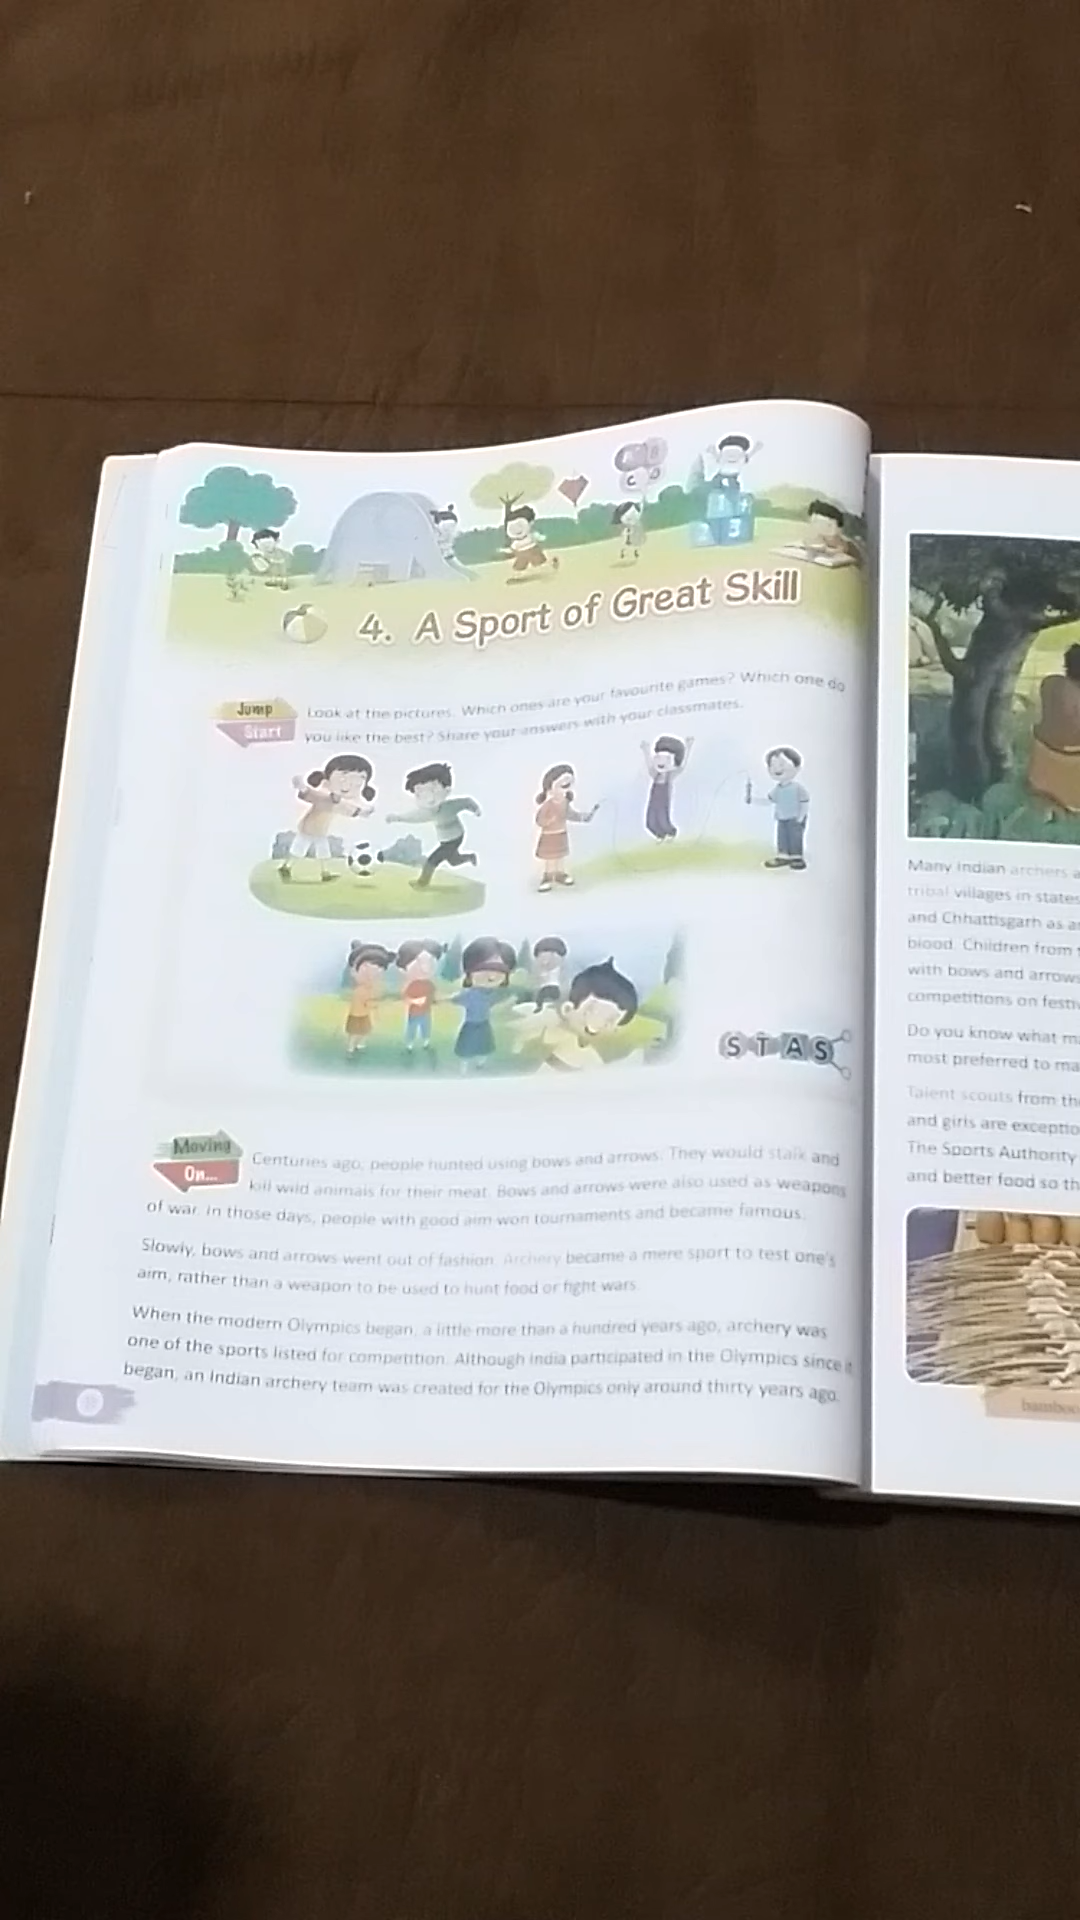 A B
C D
1 +
2 3
4. A Sport of Great Skill
Jump
Start
Look at the pictures. Which ones are your favourite games? Which one do
you like the best? Share your answers with your classmates.
STAS
Moving
On...
Centuries ago, people hunted using bows and arrows. They would stalk and
kill wild animals for their meat. Bows and arrows were also used as weapons
of war. In those days, people with good aim won tournaments and became famous.
Slowly, bows and arrows went out of fashion. Archery became a mere sport to test one's
aim, rather than a weapon to be used to hunt food or fight wars.
When the modern Olympics began, a little more than a hundred years ago, archery was
one of the sports listed for competition. Although India participated in the Olympics since it
began, an Indian archery team was created for the Olympics only around thirty years ago.
Many Indian archers
tribal villages in states
and Chhattisgarh as
blood. Children from
with bows and arrows
competitions on
Do you know what
most preferred to
Talent scouts from
and girls are
The Sports Authority
and better food so
bamboo